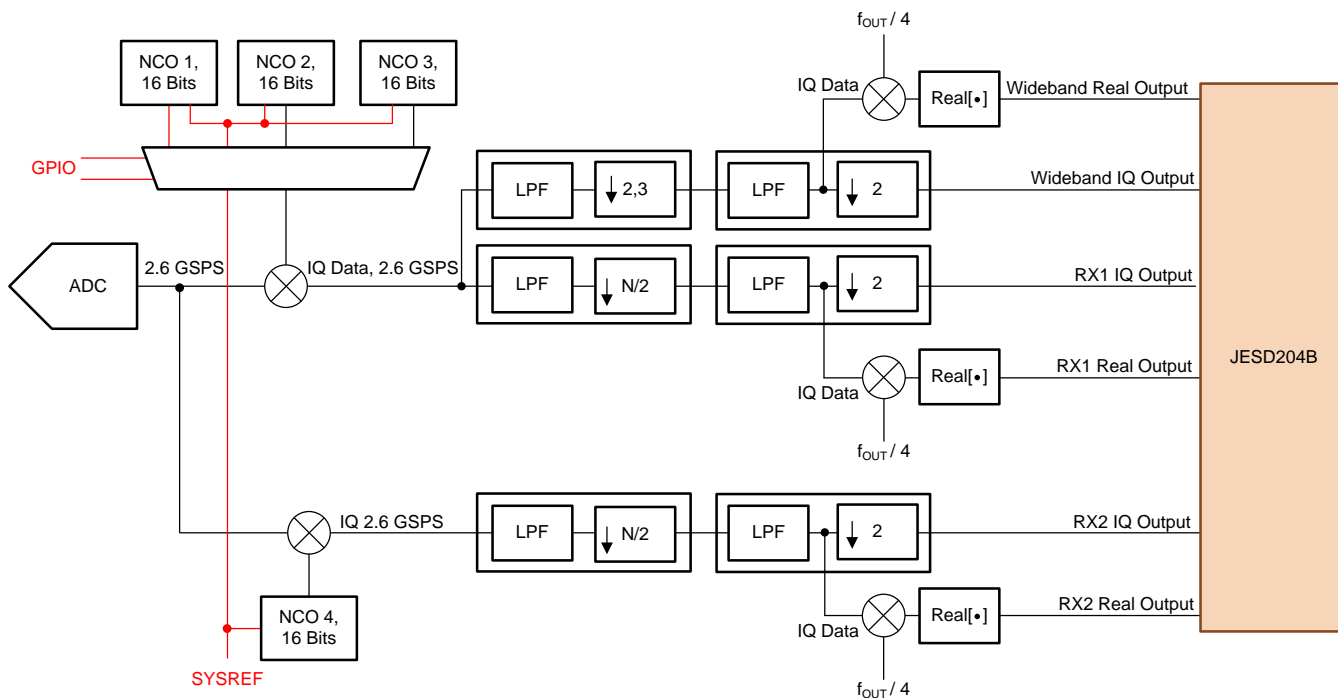 f_OUT / 4
NCO 1,
16 Bits
NCO 2,
16 Bits
NCO 3,
16 Bits
IQ Data
Real[•]
Wideband Real Output
GPIO
LPF
↓ 2,3
LPF
↓ 2
Wideband IQ Output
ADC
2.6 GSPS
IQ Data, 2.6 GSPS
LPF
↓ N/2
LPF
↓ 2
RX1 IQ Output
JESD204B
IQ Data
Real[•]
RX1 Real Output
f_OUT / 4
IQ 2.6 GSPS
LPF
↓ N/2
LPF
↓ 2
RX2 IQ Output
NCO 4,
16 Bits
IQ Data
Real[•]
RX2 Real Output
SYSREF
f_OUT / 4